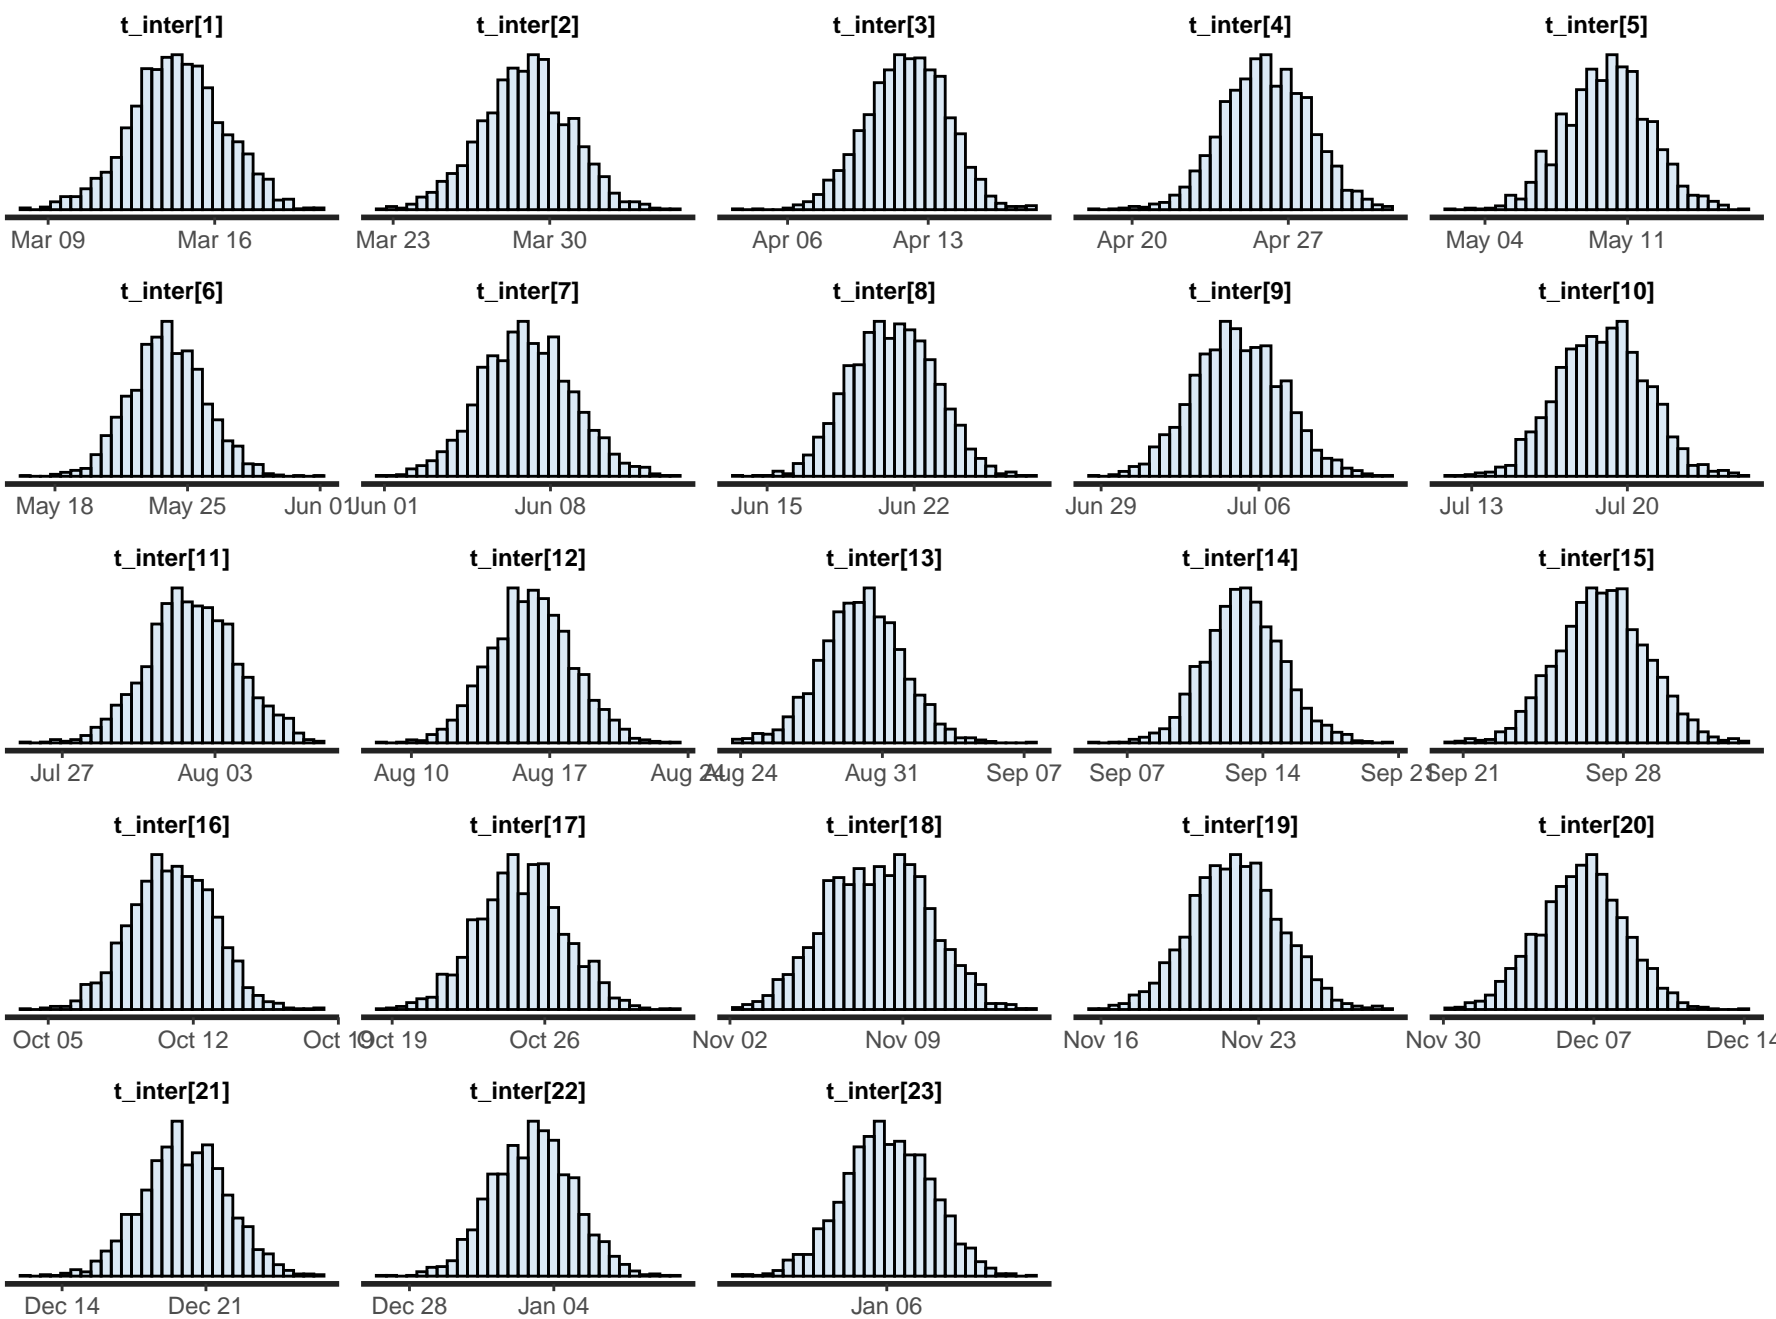 t_inter[1] t_inter[2] t_inter[3] t_inter[4] t_inter[5]
Mar 09 Mar 16 Mar 23 Mar 30 Apr 06 Apr 13 Apr 20 Apr 27 May 04 May 11
t_inter[6] t_inter[7] t_inter[8] t_inter[9] t_inter[10]
May 18 May 25 Jun 01 Jun 01 Jun 08 Jun 15 Jun 22 Jun 29 Jul 06 Jul 13 Jul 20
t_inter[11] t_inter[12] t_inter[13] t_inter[14] t_inter[15]
Jul 27 Aug 03 Aug 10 Aug 17 Aug 24 Aug 24 Aug 31 Sep 07 Sep 07 Sep 14 Sep 21 Sep 21 Sep 28
t_inter[16] t_inter[17] t_inter[18] t_inter[19] t_inter[20]
Oct 05 Oct 12 Oct 19 Oct 19 Oct 26 Nov 02 Nov 09 Nov 16 Nov 23 Nov 30 Dec 07 Dec 14
t_inter[21] t_inter[22] t_inter[23]
Dec 14 Dec 21 Dec 28 Jan 04 Jan 06